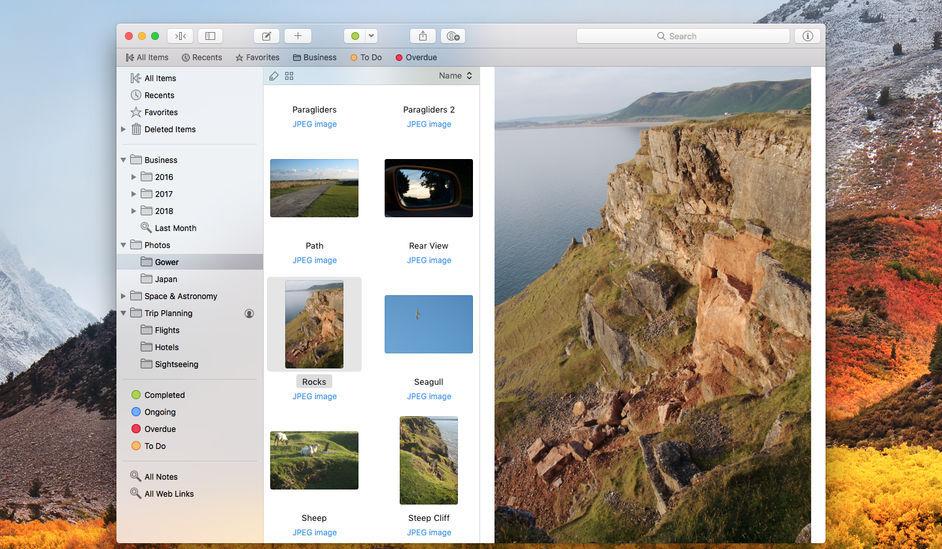 Search
All Items
Recents
Favorites
Business
To Do
Overdue
All Items
Recents
Favorites
Deleted Items
Business
2016
2017
2018
Last Month
Photos
Gower
Japan
Space & Astronomy
Trip Planning
Flights
Hotels
Sightseeing
Completed
Ongoing
Overdue
To Do
All Notes
All Web Links
Name
Paragliders
JPEG image
Paragliders 2
JPEG image
Path
JPEG image
Rear View
JPEG image
Rocks
JPEG image
Seagull
JPEG image
Sheep
JPEG image
Steep Cliff
JPEG image